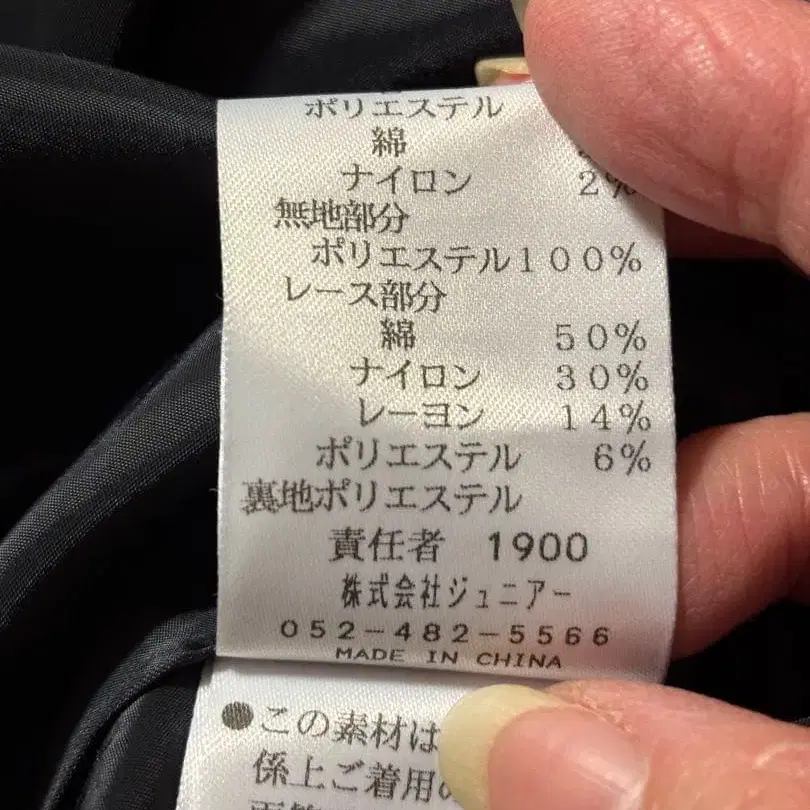 ポリエステル
綿
ナイロン 2%
無地部分
ポリエステル100%
レース部分
綿 50%
ナイロン 30%
レーヨン 14%
ポリエステル 6%
裏地ポリエステル
責任者 1900
株式会社ジュニアー
052-482-5566
MADE IN CHINA
●この素材は
係上ご着用の